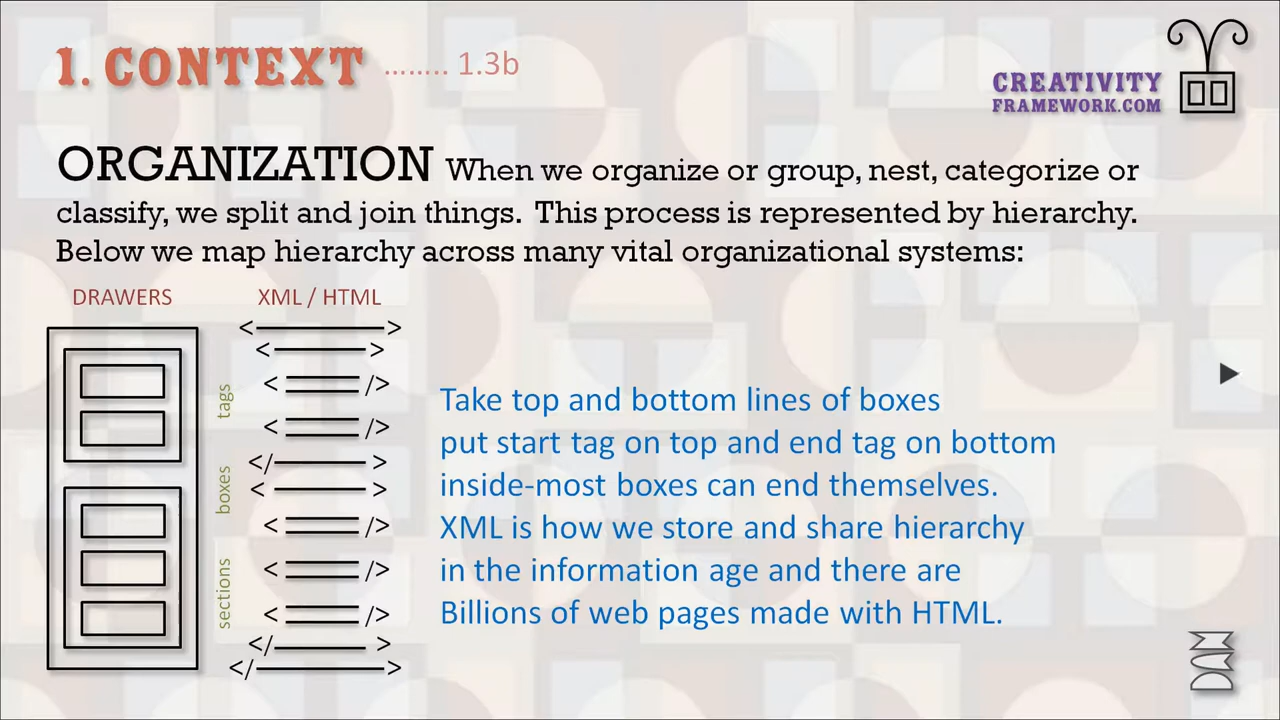 1. CONTEXT ........ 1.3b
CREATIVITY
FRAMEWORK.COM
ORGANIZATION When we organize or group, nest, categorize or
classify, we split and join things. This process is represented by hierarchy.
Below we map hierarchy across many vital organizational systems:
DRAWERS
XML / HTML
< >
< >
< />
< />
</ >
< >
< />
< />
< />
</ >
</ >
tags
boxes
sections
Take top and bottom lines of boxes
put start tag on top and end tag on bottom
inside-most boxes can end themselves.
XML is how we store and share hierarchy
in the information age and there are
Billions of web pages made with HTML.